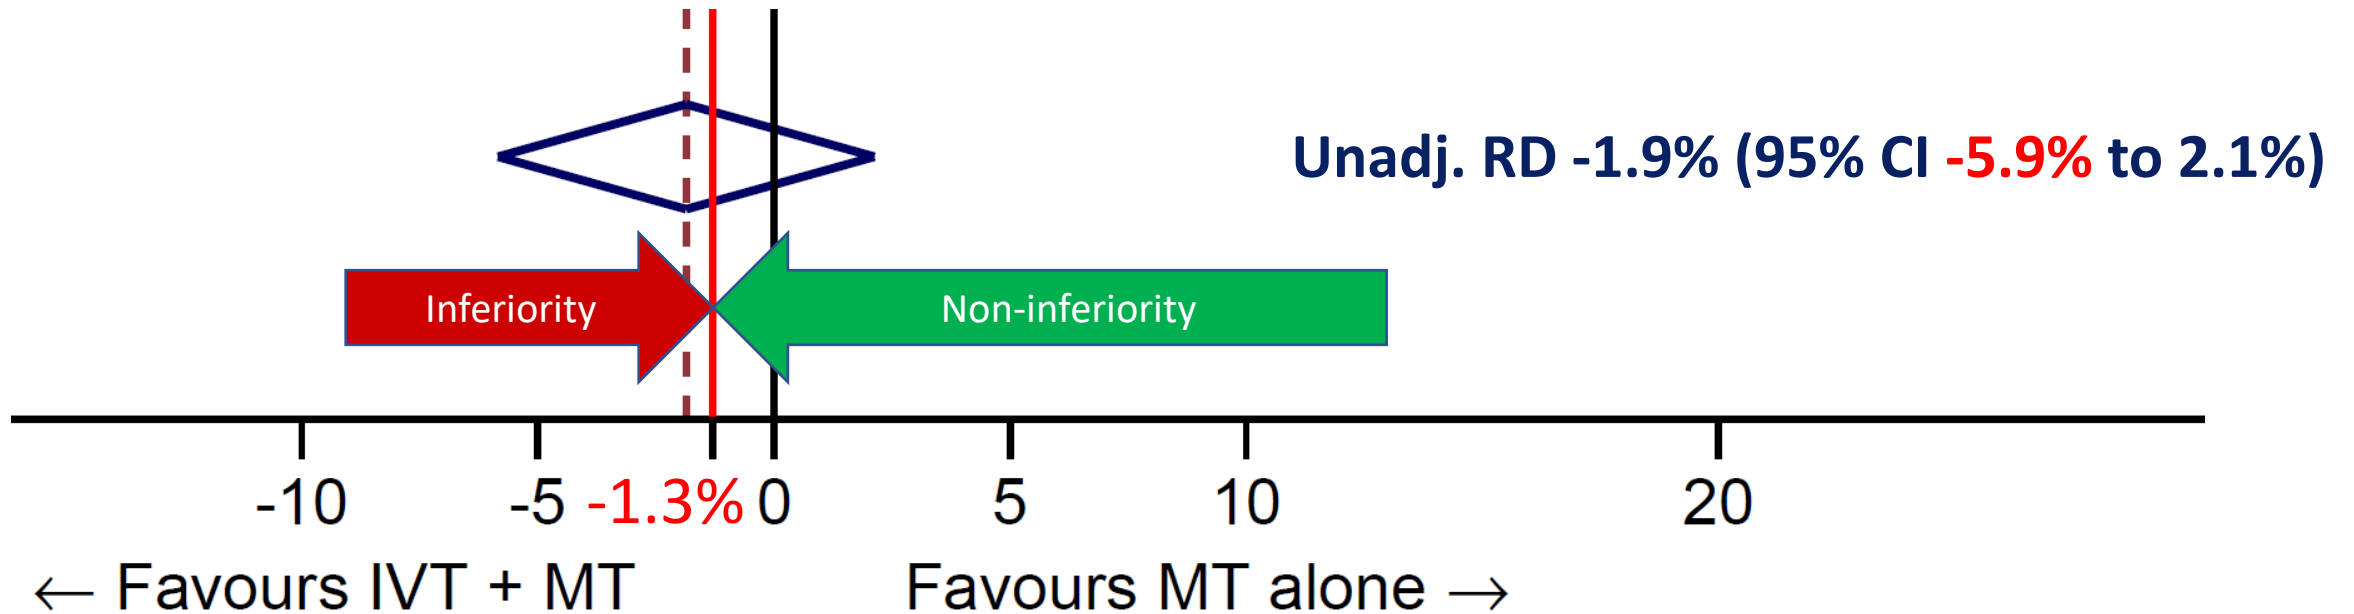 Unadj. RD -1.9% (95% CI -5.9% to 2.1%)
Inferiority
Non-inferiority
-10 -5 -1.3% 0 5 10 20
← Favours IVT + MT
Favours MT alone →